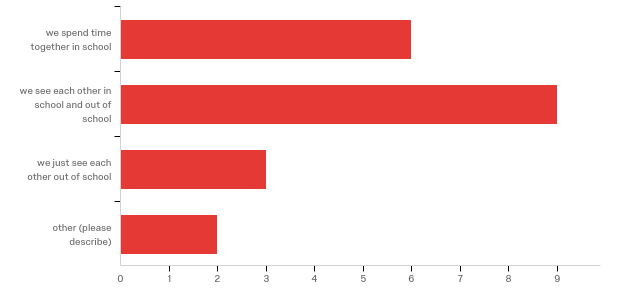 we spend time
together in school
we see each other in
school and out of
school
we just see each
other out of school
other (please
describe)
0 1 2 3 4 5 6 7 8 9